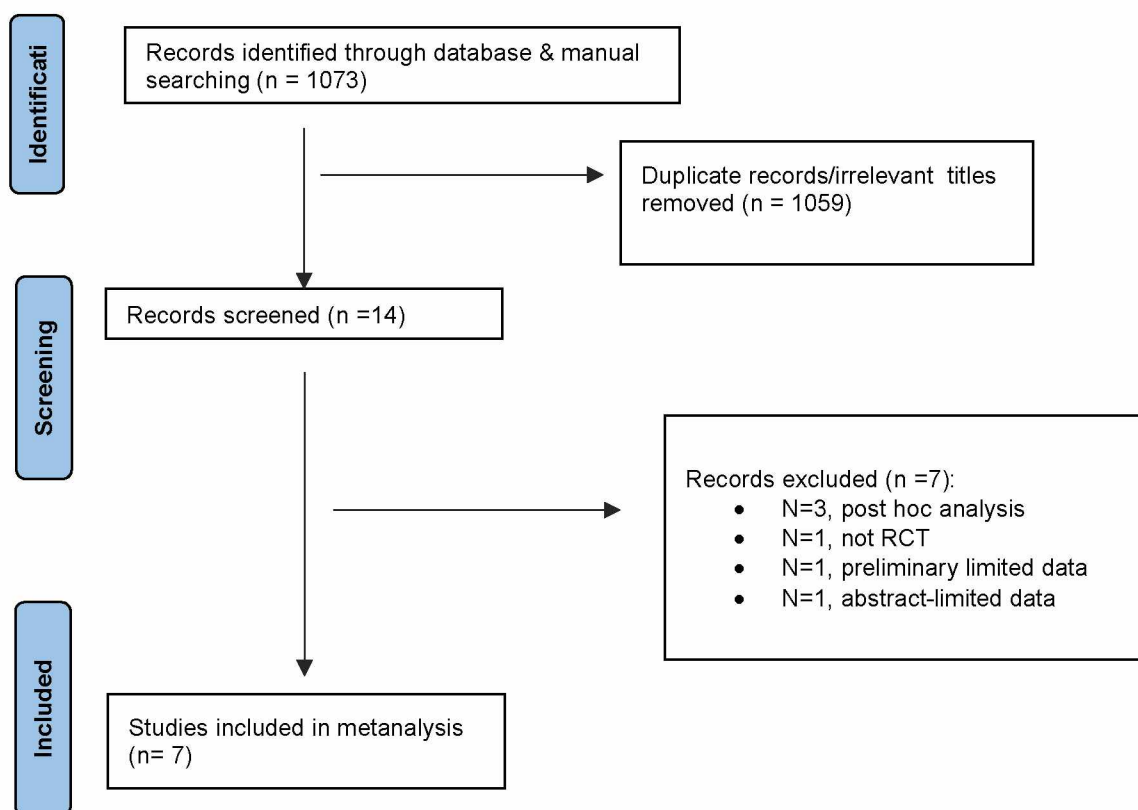 Identificati
Records identified through database & manual
searching (n = 1073)
Duplicate records/irrelevant titles
removed (n = 1059)
Screening
Records screened (n =14)
Records excluded (n =7):
• N=3, post hoc analysis
• N=1, not RCT
• N=1, preliminary limited data
• N=1, abstract-limited data
Included
Studies included in metanalysis
(n= 7)